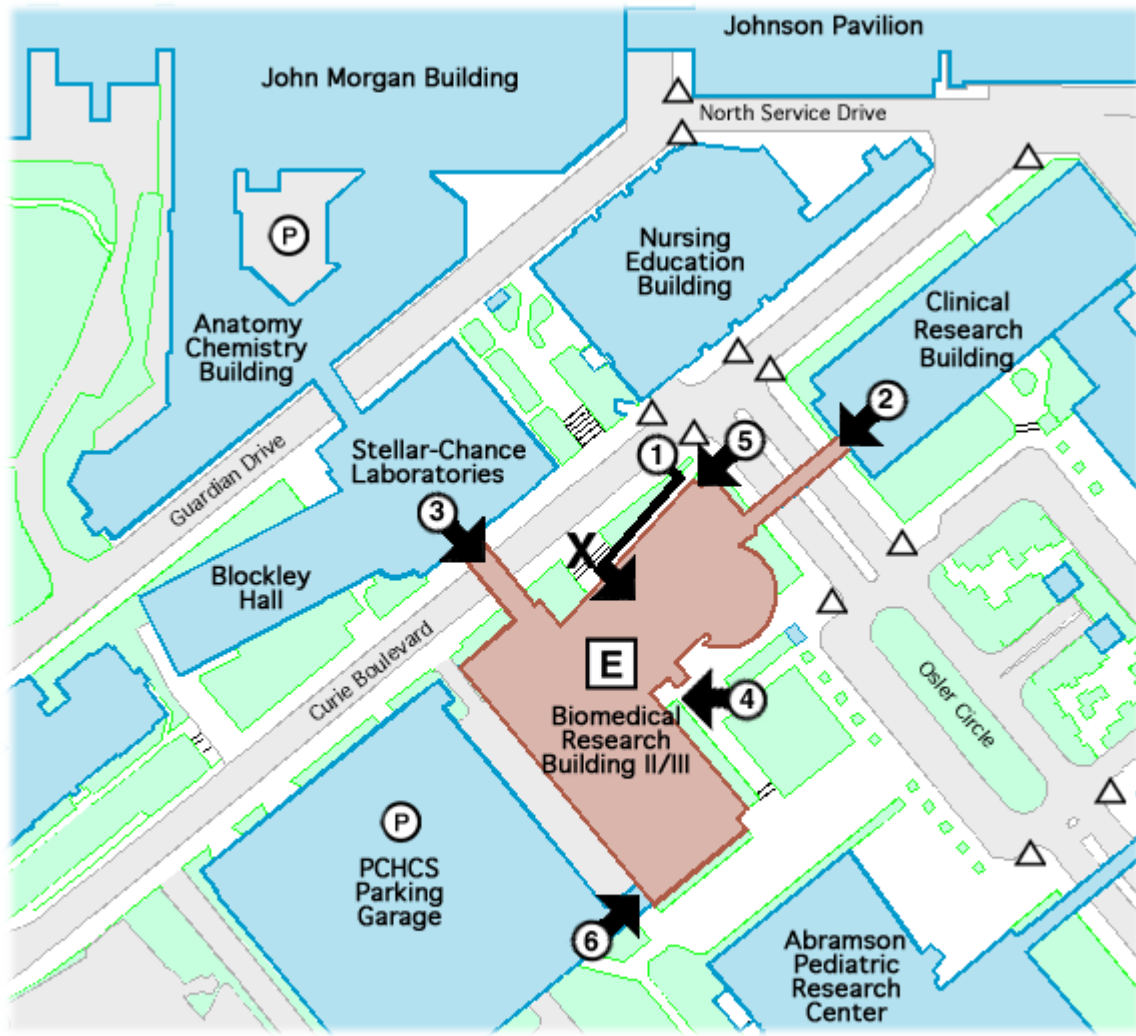 Johnson Pavilion
John Morgan Building
North Service Drive
P
Nursing
Education
Building
Clinical
Research
Building
Anatomy
Chemistry
Building
2
Stellar-Chance
Laboratories
1
5
Guardian Drive
3
X
Blockley
Hall
E
Curie Boulevard
Osler Circle
4
Biomedical
Research
Building II/III
P
PCHCS
Parking
Garage
6
Abramson
Pediatric
Research
Center